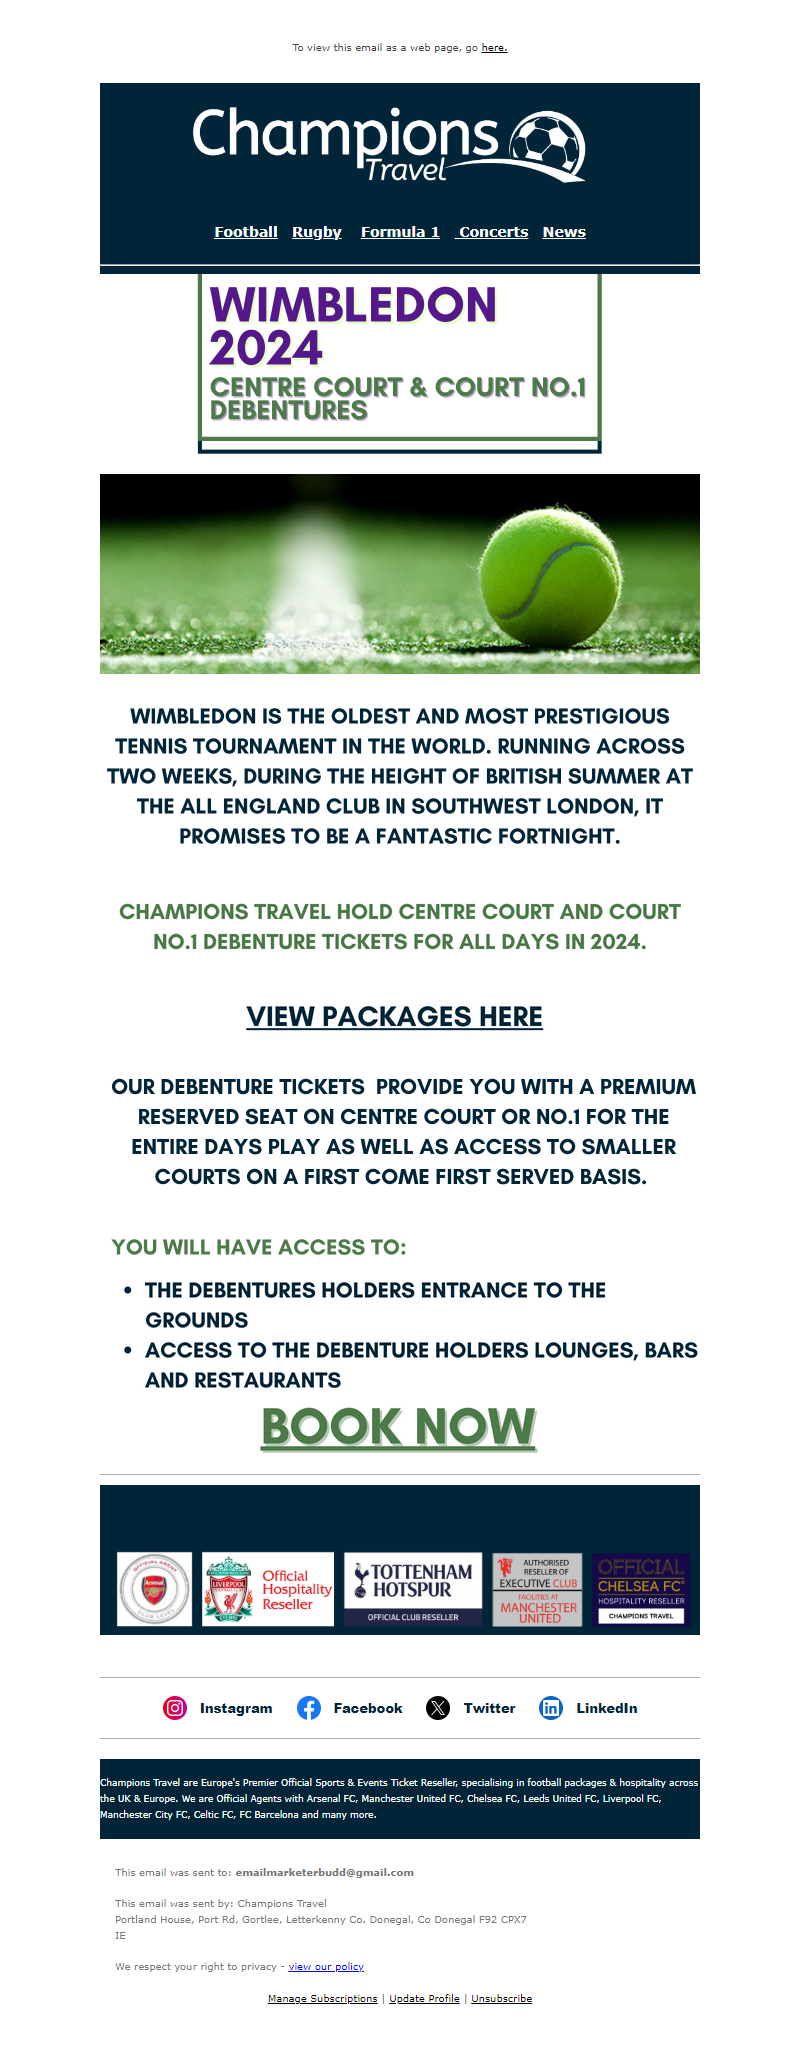 To view this email as a web page, go here.
Champions
Travel
Football Rugby Formula 1 Concerts News
WIMBLEDON
2024
CENTRE COURT & COURT NO.1
DEBENTURES
WIMBLEDON IS THE OLDEST AND MOST PRESTIGIOUS
TENNIS TOURNAMENT IN THE WORLD. RUNNING ACROSS
TWO WEEKS, DURING THE HEIGHT OF BRITISH SUMMER AT
THE ALL ENGLAND CLUB IN SOUTHWEST LONDON, IT
PROMISES TO BE A FANTASTIC FORTNIGHT.
CHAMPIONS TRAVEL HOLD CENTRE COURT AND COURT
NO.1 DEBENTURE TICKETS FOR ALL DAYS IN 2024.
VIEW PACKAGES HERE
OUR DEBENTURE TICKETS PROVIDE YOU WITH A PREMIUM
RESERVED SEAT ON CENTRE COURT OR NO.1 FOR THE
ENTIRE DAYS PLAY AS WELL AS ACCESS TO SMALLER
COURTS ON A FIRST COME FIRST SERVED BASIS.
YOU WILL HAVE ACCESS TO:
• THE DEBENTURES HOLDERS ENTRANCE TO THE
GROUNDS
• ACCESS TO THE DEBENTURE HOLDERS LOUNGES, BARS
AND RESTAURANTS
BOOK NOW
OFFICIAL AGENT
Arsenal
CLUB LEVEL
LIVERPOOL
Official
Hospitality
Reseller
TOTTENHAM
HOTSPUR
OFFICIAL CLUB RESELLER
AUTHORISED
RESELLER OF
EXECUTIVE CLUB
FACILITIES AT
MANCHESTER
UNITED
OFFICIAL
CHELSEA FC
HOSPITALITY RESELLER
CHAMPIONS TRAVEL
Instagram Facebook Twitter LinkedIn
Champions Travel are Europe's Premier Official Sports & Events Ticket Reseller, specialising in football packages & hospitality across
the UK & Europe. We are Official Agents with Arsenal FC, Manchester United FC, Chelsea FC, Leeds United FC, Liverpool FC,
Manchester City FC, Celtic FC, FC Barcelona and many more.
This email was sent to: emailmarketerbudd@gmail.com
This email was sent by: Champions Travel
Portland House, Port Rd, Gortlee, Letterkenny Co. Donegal, Co Donegal F92 CPX7
IE
We respect your right to privacy - view our policy
Manage Subscriptions | Update Profile | Unsubscribe